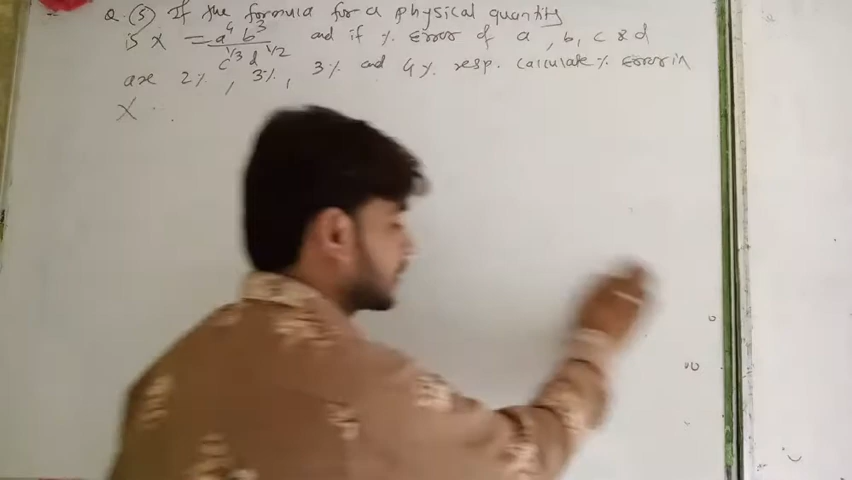 Q.(5) If the formula for a physical quantity
is X = a⁴ b³ / c^1/3 d^1/2 and if % error of a, b, c & d
are 2%, 3%, 3% and 4% resp. calculate % error in
X.